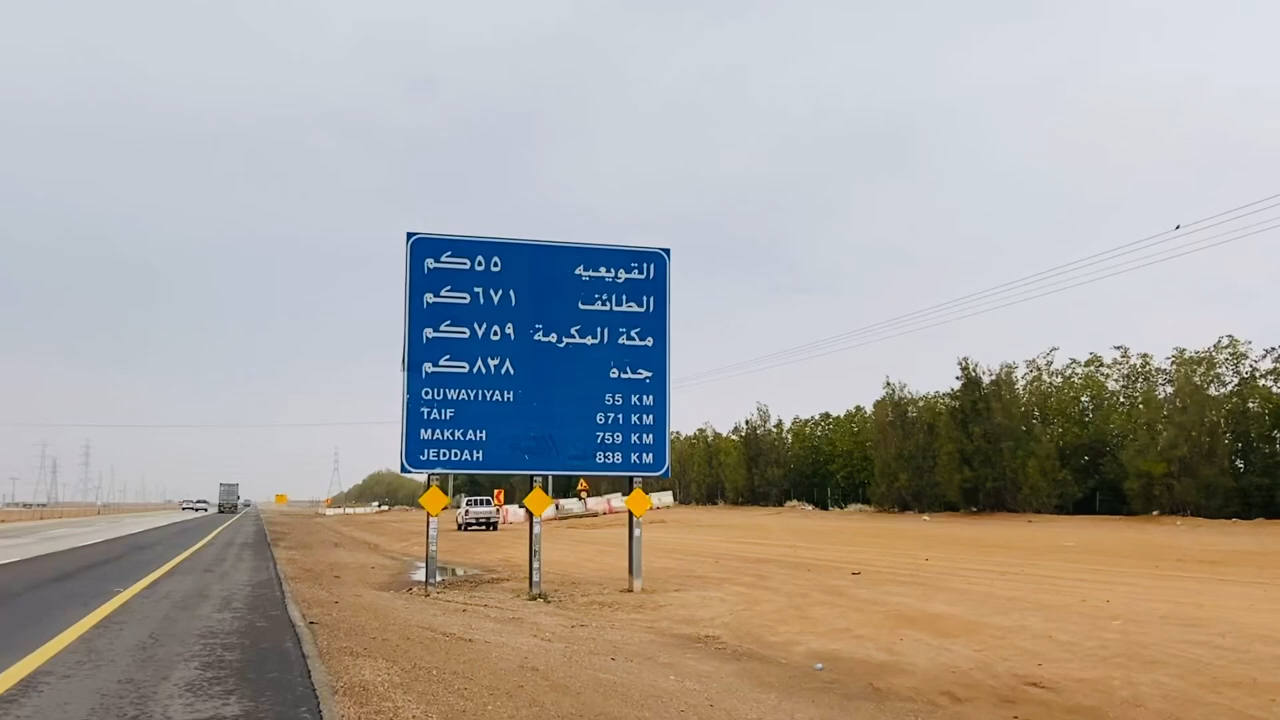 القويعيه ٥٥كم
الطائف ٦٧١كم
مكة المكرمة ٧٥٩كم
جده ٨٣٨كم
QUWAYIYAH 55 KM
TAIF 671 KM
MAKKAH 759 KM
JEDDAH 838 KM